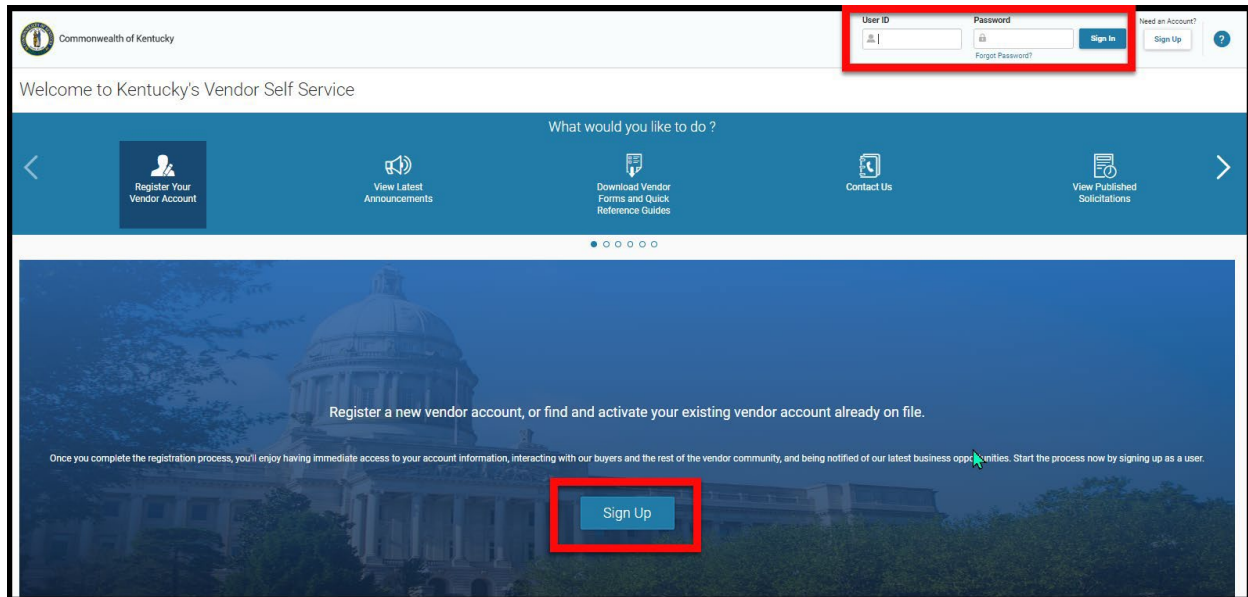 Commonwealth of Kentucky
User ID
Password
Sign In
Forgot Password?
Need an Account?
Sign Up
?
Welcome to Kentucky's Vendor Self Service
What would you like to do ?
Register Your
Vendor Account
View Latest
Announcements
Download Vendor
Forms and Quick
Reference Guides
Contact Us
View Published
Solicitations
Register a new vendor account, or find and activate your existing vendor account already on file.
Once you complete the registration process, you'll enjoy having immediate access to your account information, interacting with our buyers and the rest of the vendor community, and being notified of our latest business opportunities. Start the process now by signing up as a user.
Sign Up